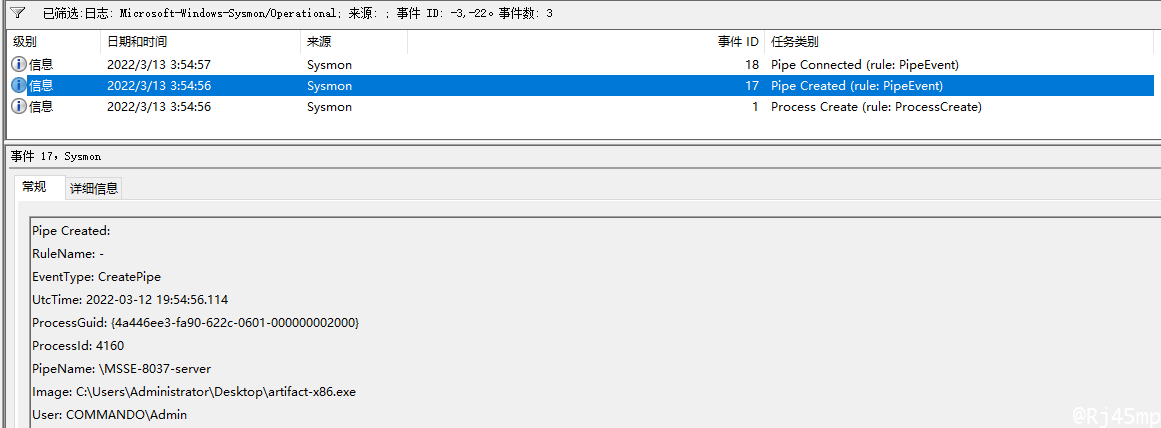 已筛选:日志: Microsoft-Windows-Sysmon/Operational; 来源: ; 事件 ID: -3,-22。事件数: 3
级别 日期和时间 来源 事件 ID 任务类别
信息 2022/3/13 3:54:57 Sysmon 18 Pipe Connected (rule: PipeEvent)
信息 2022/3/13 3:54:56 Sysmon 17 Pipe Created (rule: PipeEvent)
信息 2022/3/13 3:54:56 Sysmon 1 Process Create (rule: ProcessCreate)
事件 17，Sysmon
常规 详细信息
Pipe Created:
RuleName: -
EventType: CreatePipe
UtcTime: 2022-03-12 19:54:56.114
ProcessGuid: {4a446ee3-fa90-622c-0601-000000002000}
ProcessId: 4160
PipeName: \MSSE-8037-server
Image: C:\Users\Administrator\Desktop\artifact-x86.exe
User: COMMANDO\Admin
@Rj45mp